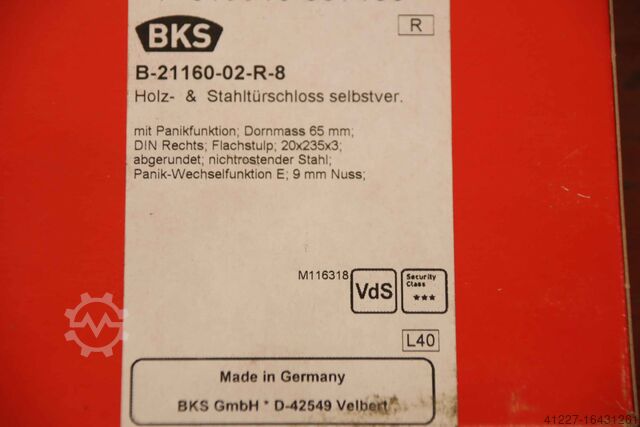 R
BKS
B-21160-02-R-8
Holz- & Stahltürschloss selbstver.
mit Panikfunktion; Dornmass 65 mm;
DIN Rechts; Flachstulp; 20x235x3;
abgerundet; nichtrostender Stahl;
Panik-Wechselfunktion E; 9 mm Nuss;
M116318
VdS
Security
Class
***
L40
Made in Germany
BKS GmbH * D-42549 Velbert
41227-16431261